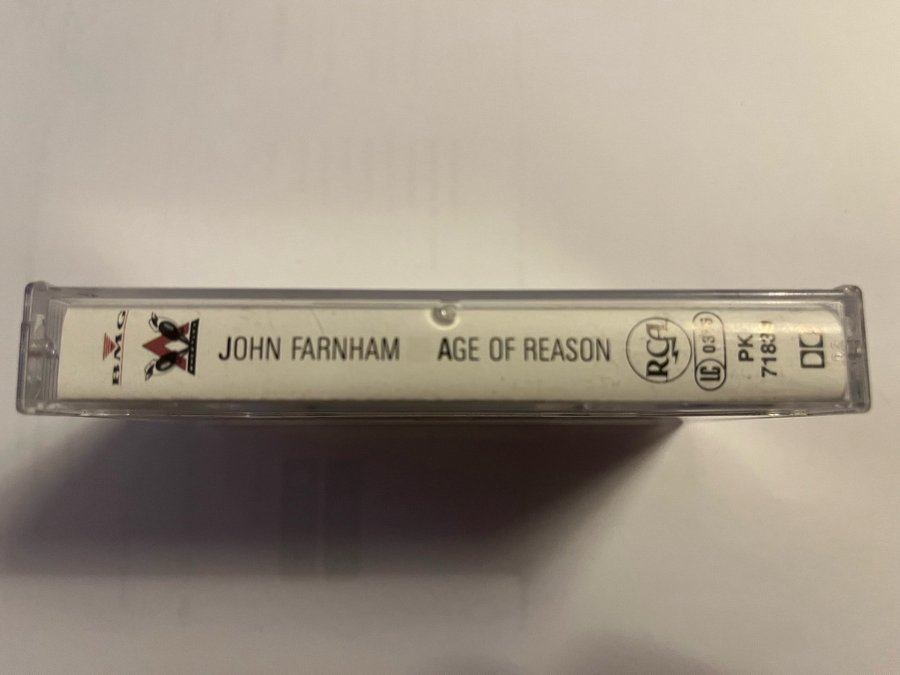 BMG
JOHN FARNHAM AGE OF REASON
RCA
LC
PK